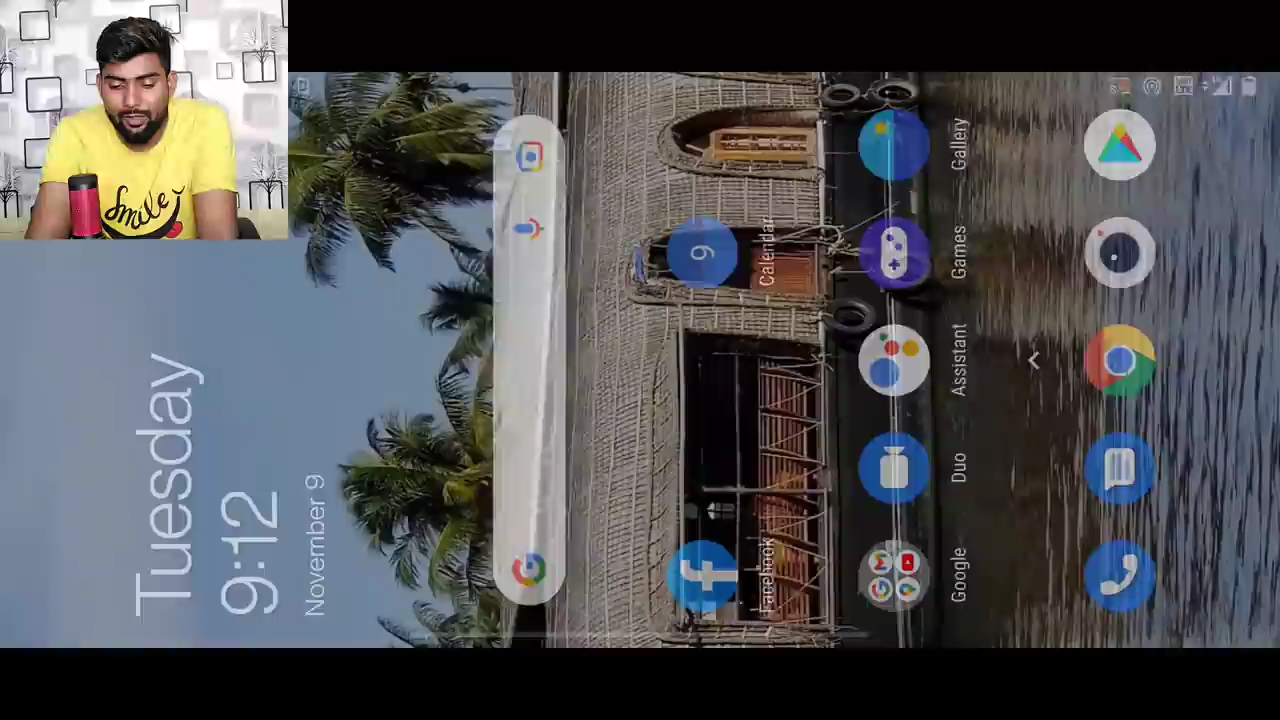 Smile
Tuesday
9:12
November 9
Facebook
9
Calendar
Google
Duo
Assistant
Games
Gallery